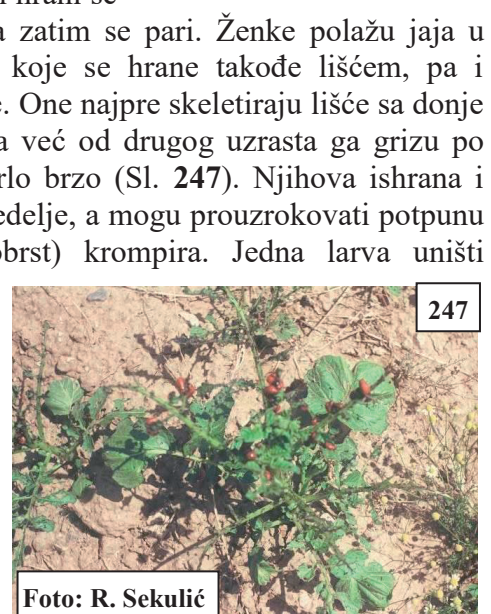 a zatim se pari. Ženke polažu jaja u
koje se hrane takođe lišćem, pa i
One najpre skeletiraju lišće sa donje
a već od drugog uzrasta ga grizu po
rlo brzo (Sl. 247). Njihova ishrana i
edelje, a mogu prouzrokovati potpunu
obrst) krompira. Jedna larva uništi
247
Foto: R. Sekulić